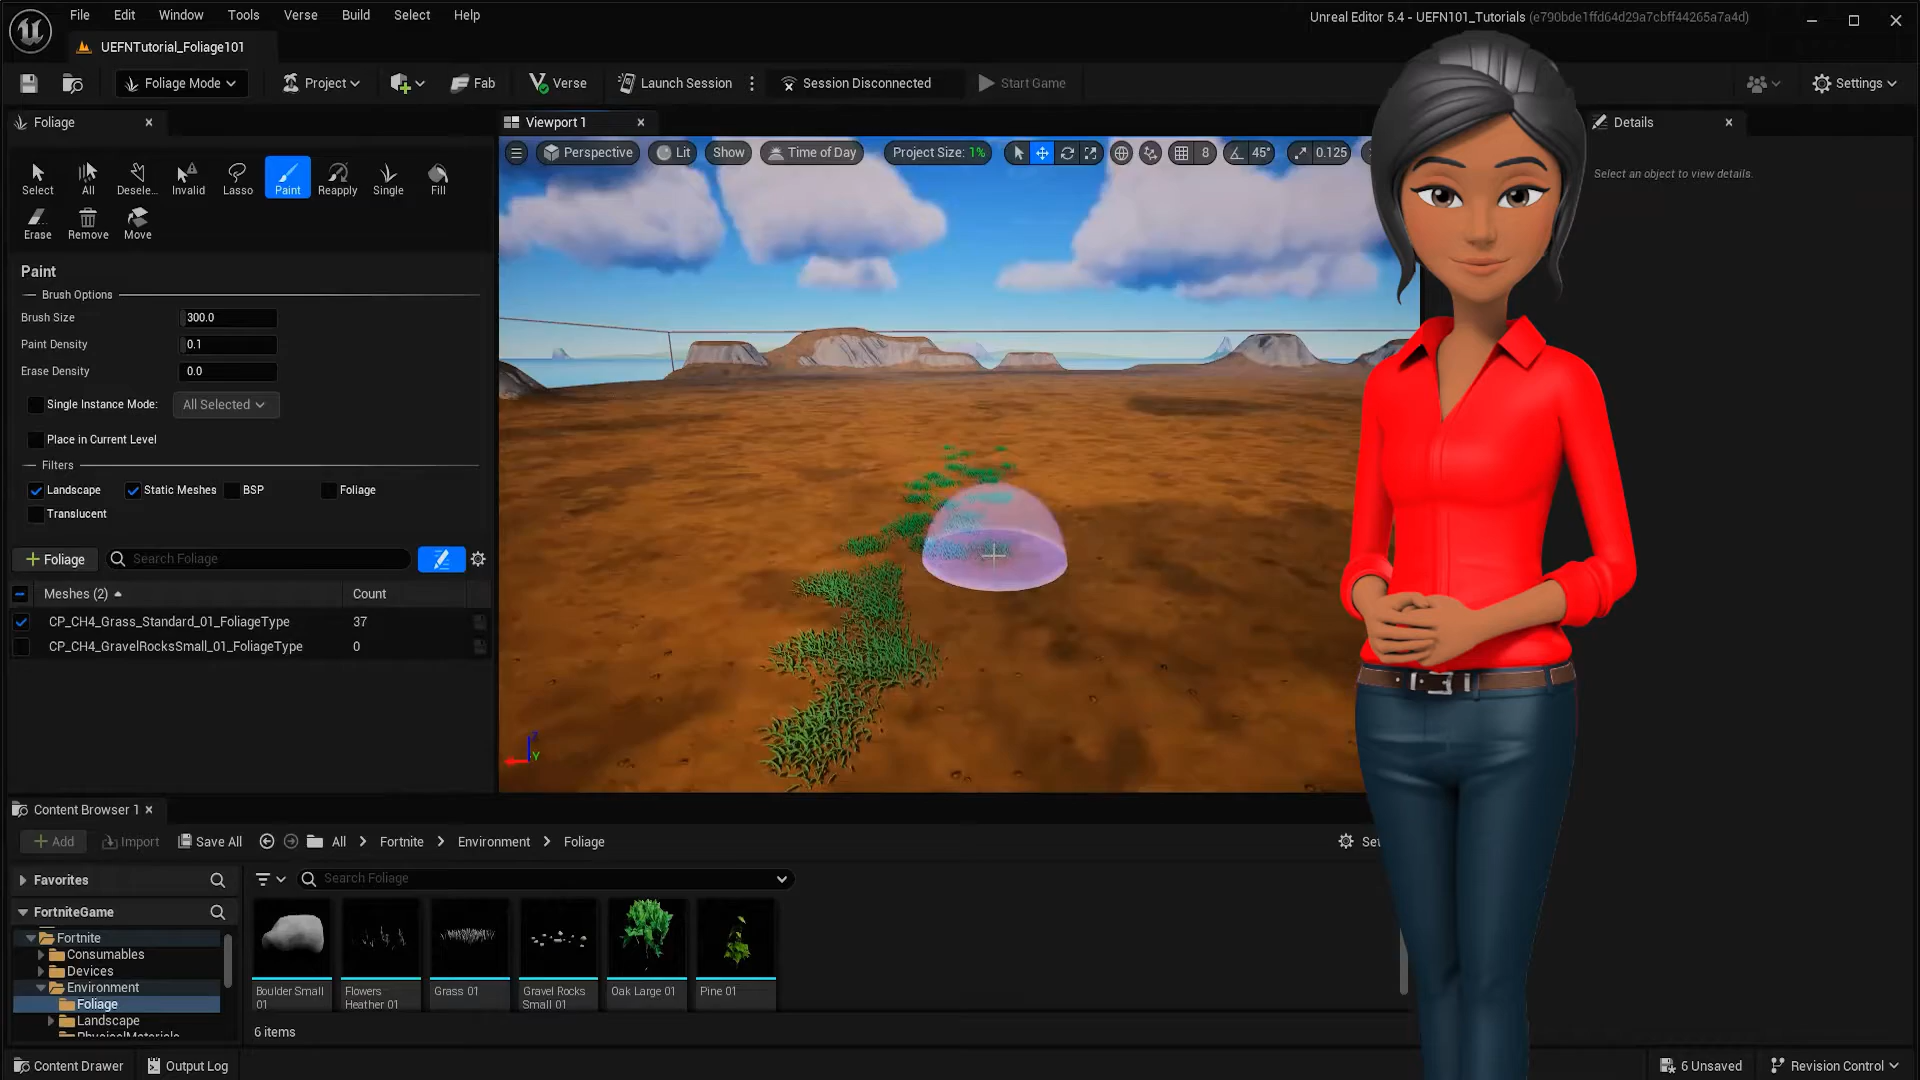 File Edit Window Tools Verse Build Select Help
Unreal Editor 5.4 - UEFN101_Tutorials (e790bde1ffd64d29a7cbff44265a7a4d)
UEFNTutorial_Foliage101
Foliage Mode Project Fab Verse Launch Session Session Disconnected Start Game Settings
Foliage
Viewport 1
Details
Perspective Lit Show Time of Day Project Size: 1% 8 45° 0.125
Select an object to view details.
Select All Desele... Invalid Lasso Paint Reapply Single Fill
Erase Remove Move
Paint
Brush Options
Brush Size 300.0
Paint Density 0.1
Erase Density 0.0
Single Instance Mode: All Selected
Place in Current Level
Filters
Landscape Static Meshes BSP Foliage
Translucent
Foliage Search Foliage
Meshes (2) Count
CP_CH4_Grass_Standard_01_FoliageType 37
CP_CH4_GravelRocksSmall_01_FoliageType 0
Z
Y
Content Browser 1
Add Import Save All All Fortnite Environment Foliage
Favorites
Search Foliage
FortniteGame
Fortnite
Consumables
Devices
Environment
Foliage
Landscape
PhysicalMaterials
Boulder Small 01
Flowers Heather 01
Grass 01
Gravel Rocks Small 01
Oak Large 01
Pine 01
6 items
Content Drawer Output Log
6 Unsaved Revision Control